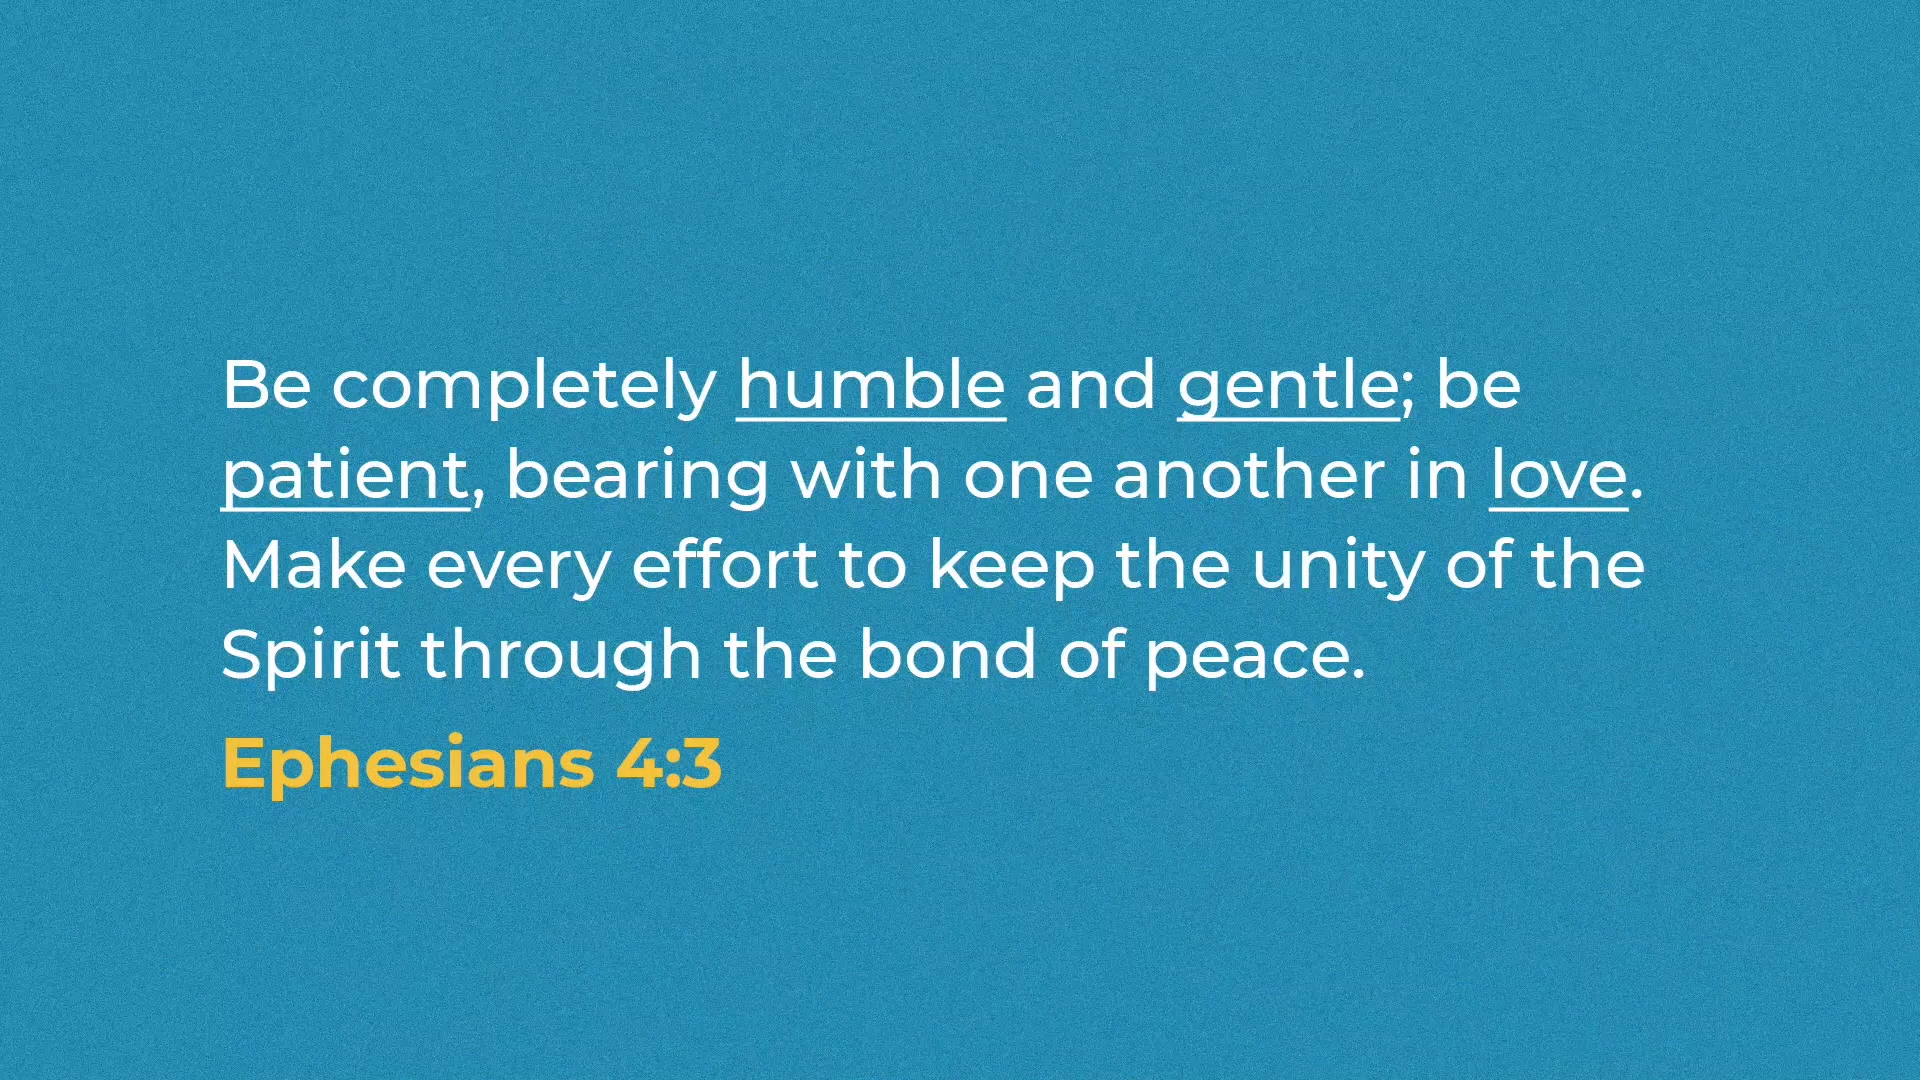 Be completely humble and gentle; be
patient, bearing with one another in love.
Make every effort to keep the unity of the
Spirit through the bond of peace.
Ephesians 4:3